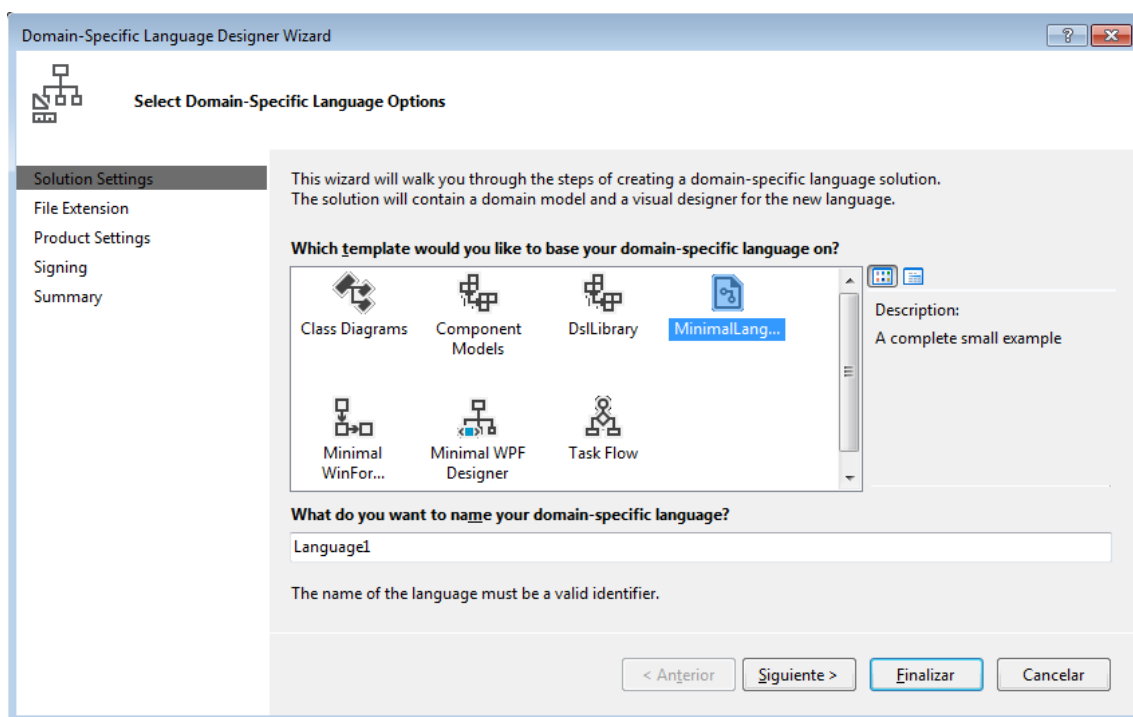 Domain-Specific Language Designer Wizard
Select Domain-Specific Language Options
Solution Settings
File Extension
Product Settings
Signing
Summary
This wizard will walk you through the steps of creating a domain-specific language solution.
The solution will contain a domain model and a visual designer for the new language.
Which template would you like to base your domain-specific language on?
Class Diagrams
Component
Models
DslLibrary
MinimalLang...
Minimal
WinFor...
Minimal WPF
Designer
Task Flow
Description:
A complete small example
What do you want to name your domain-specific language?
Language1
The name of the language must be a valid identifier.
< Anterior
Siguiente >
Finalizar
Cancelar